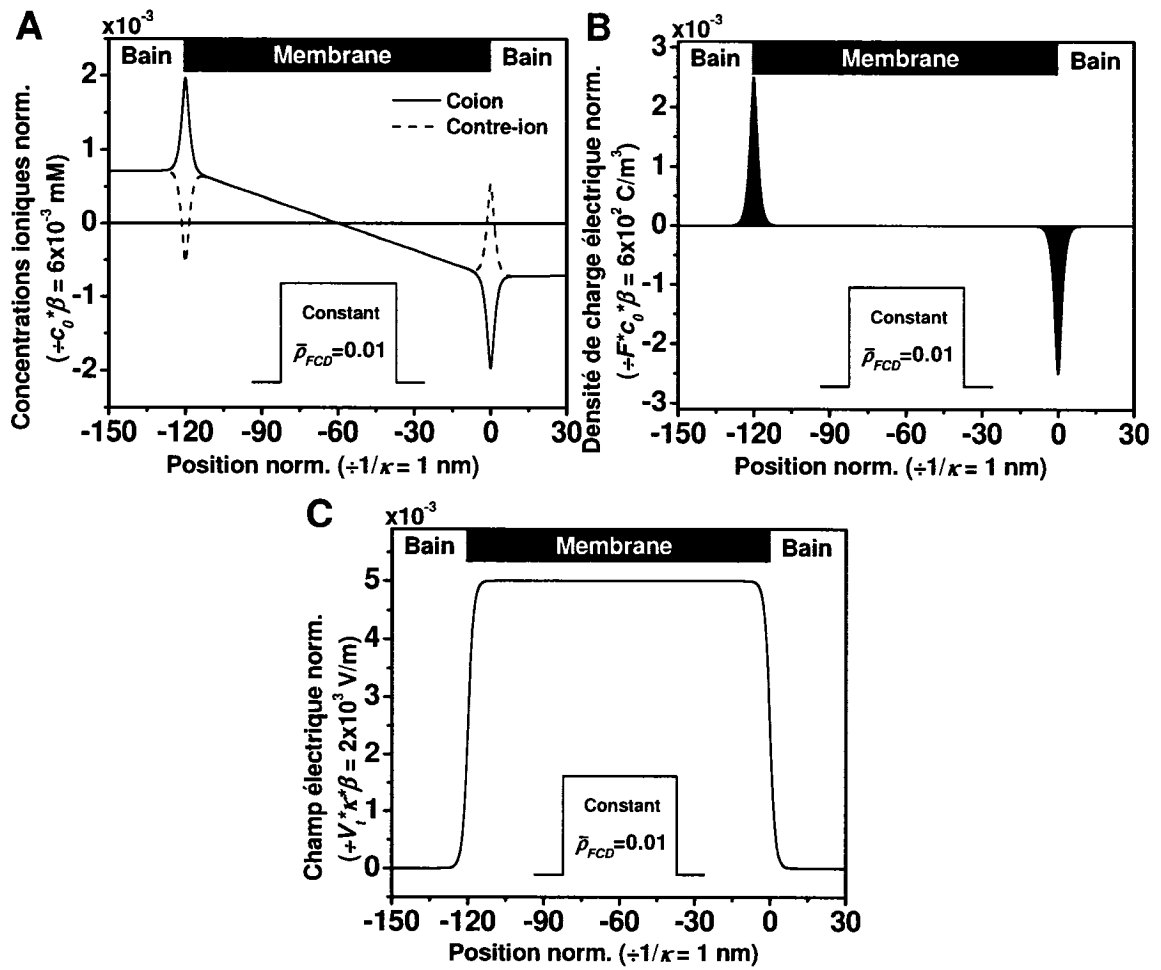 A
x10⁻³
Bain Membrane Bain
Coion
Contre-ion
Concentrations ioniques norm.
(÷c₀*β = 6x10⁻³ mM)
2
1
0
-1
-2
Constant
ρ̄_FCD=0.01
-150 -120 -90 -60 -30 0 30
Position norm. (÷1/κ = 1 nm)
B
x10⁻³
Bain Membrane Bain
Densité de charge électrique norm.
(÷F*c₀*β = 6x10² C/m³)
3
2
1
0
-1
-2
-3
Constant
ρ̄_FCD=0.01
-150 -120 -90 -60 -30 0 30
Position norm. (÷1/κ = 1 nm)
C
x10⁻³
Bain Membrane Bain
Champ électrique norm.
(÷Vₜ*κ*β = 2x10³ V/m)
5
4
3
2
1
0
Constant
ρ̄_FCD=0.01
-150 -120 -90 -60 -30 0 30
Position norm. (÷1/κ = 1 nm)